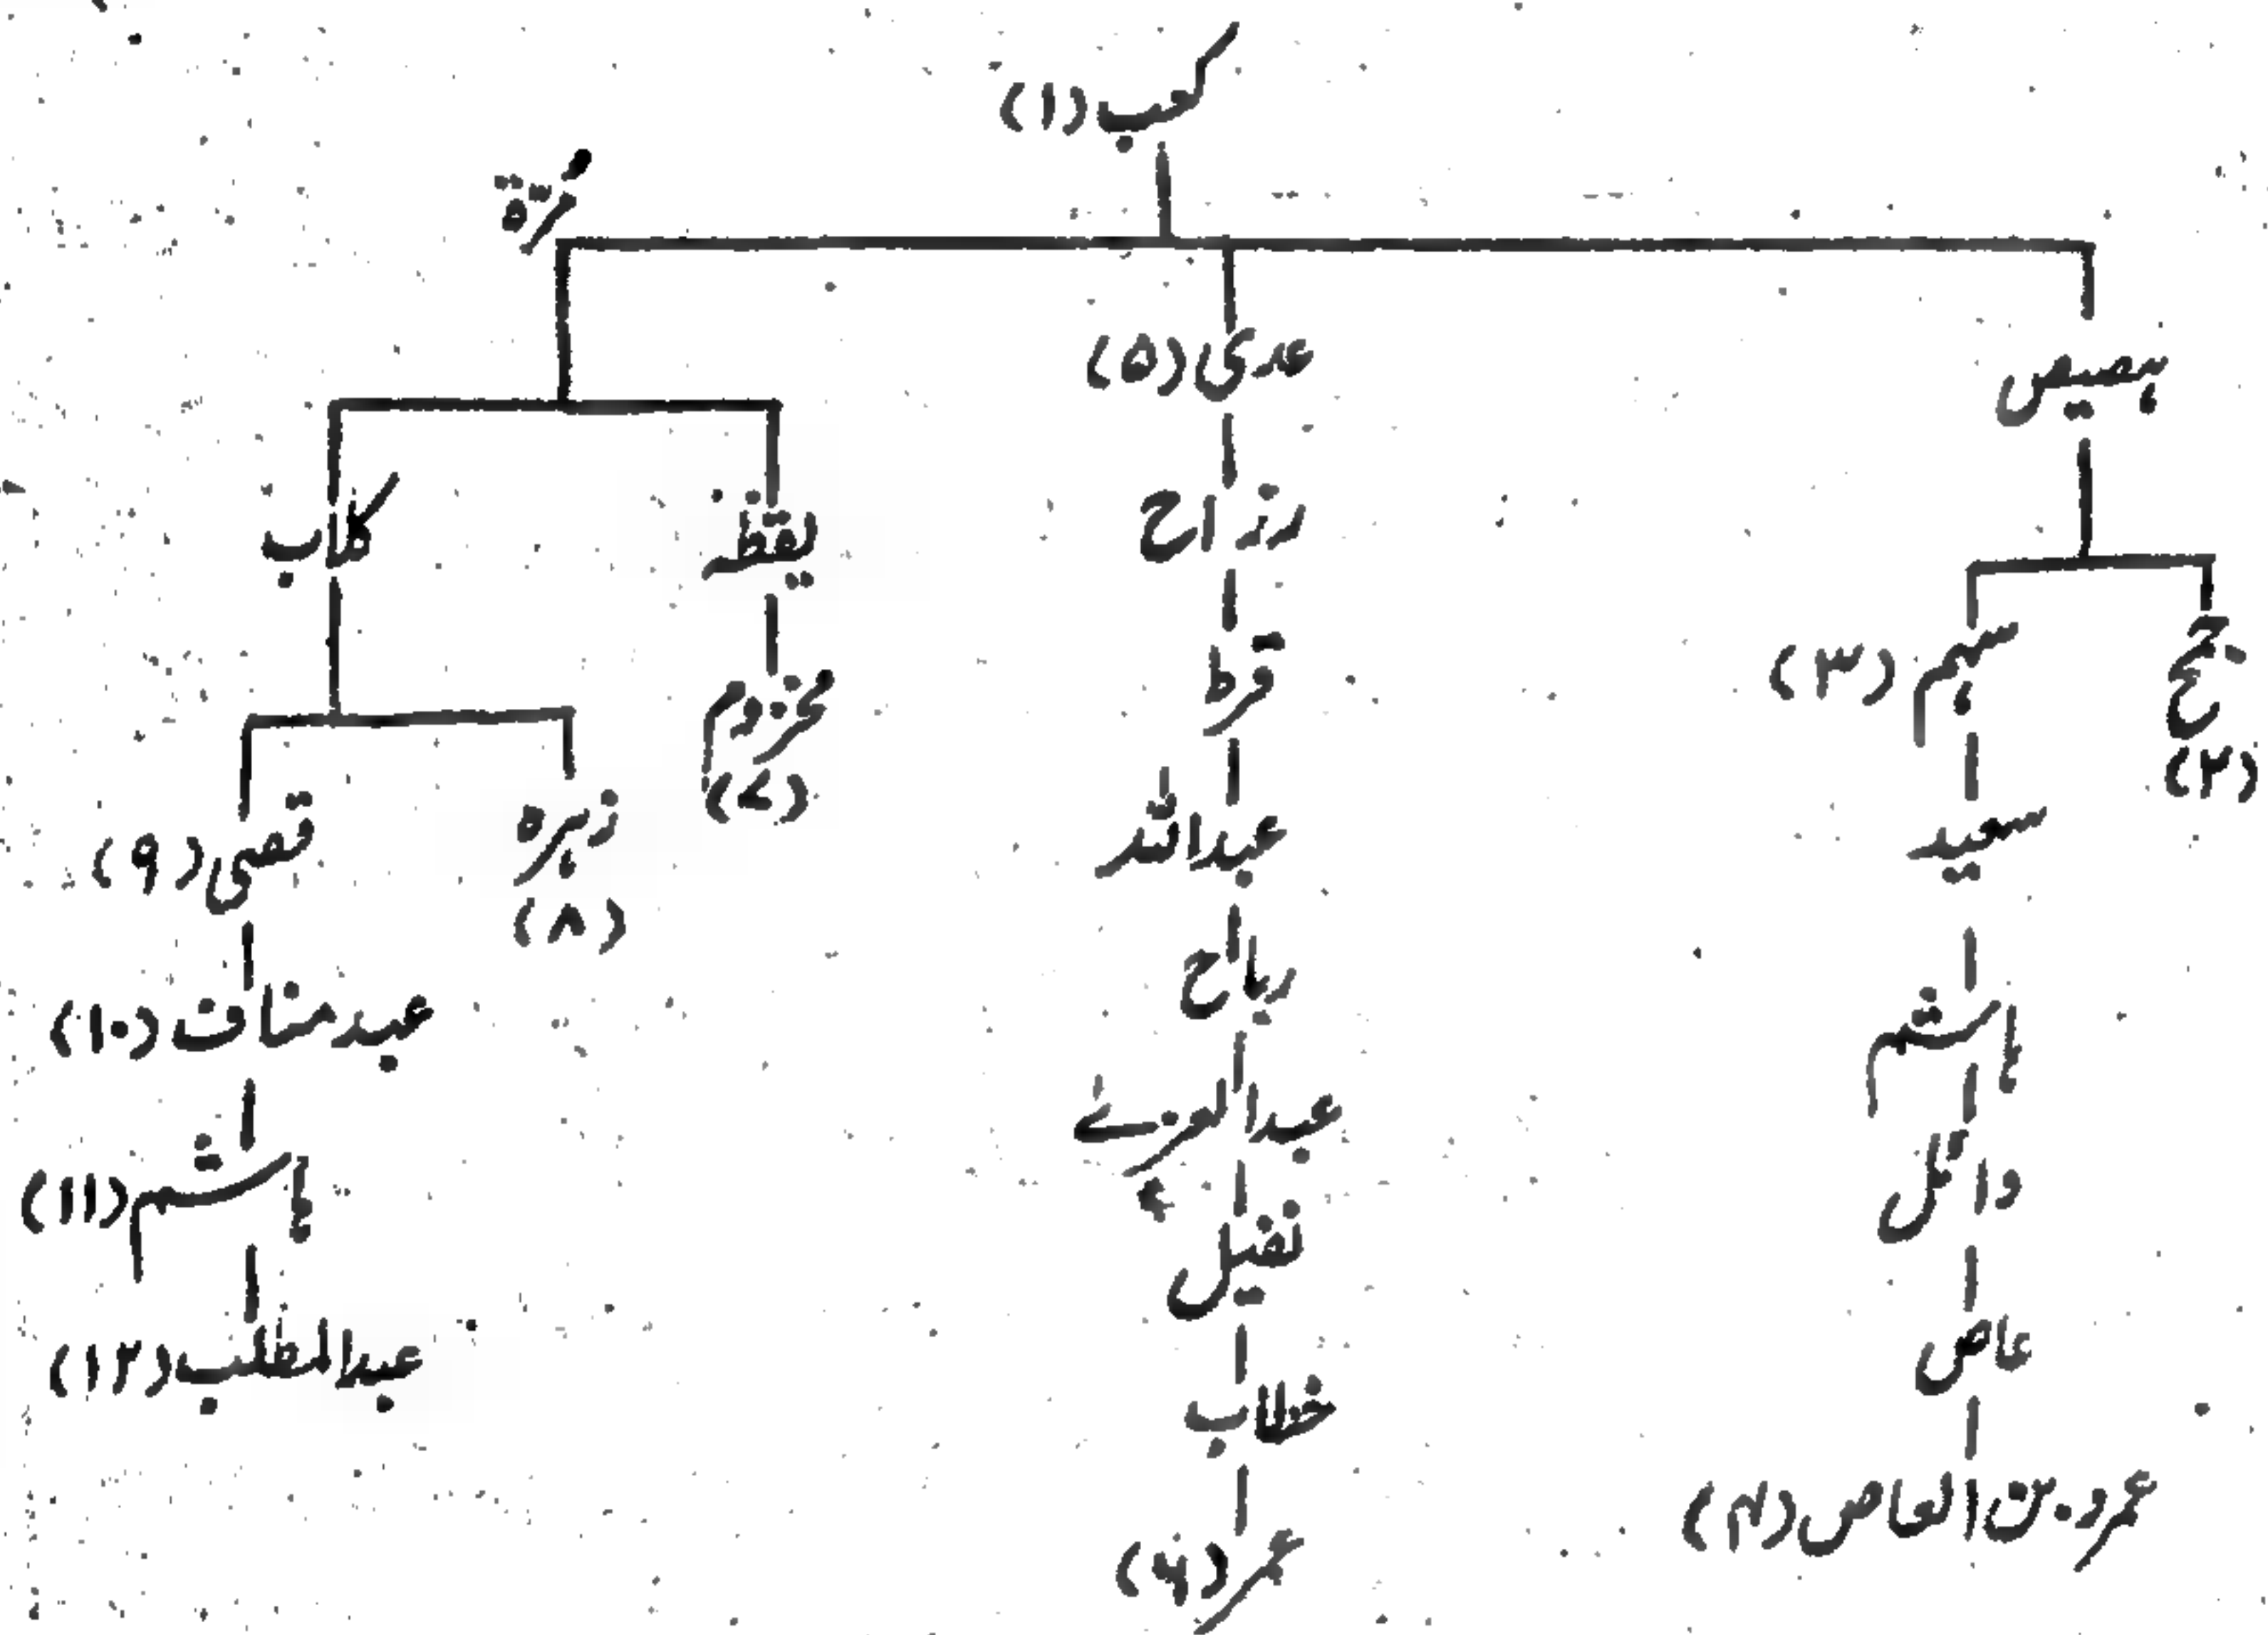 کعب (۱)
مُرّۃ
ہصیص
عدی (۵)
کلاب
یقظہ
رزاح
جمح (۲)
سہم (۳)
قرط
مخزوم (۷)
زہرہ (۸)
قصی (۹)
سعید
عبداللہ
رباح
عبدمناف (۱۰)
ہاشم
عبدالعزےٰ
ہاشم (۱۱)
وائل
نفیل
عبدالمطلب (۱۲)
عاص
خطاب
عمرو بن العاص (۴)
عمر (۶)